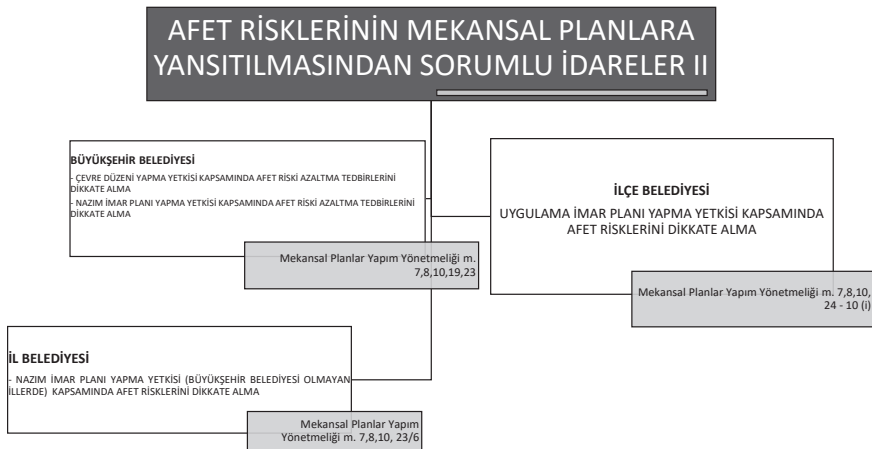 AFET RİSKLERİNİN MEKANSAL PLANLARA
YANSITILMASINDAN SORUMLU İDARELER II
BÜYÜKŞEHİR BELEDİYESİ
- ÇEVRE DÜZENİ YAPMA YETKİSİ KAPSAMINDA AFET RİSKİ AZALTMA TEDBİRLERİNİ
DİKKATE ALMA
- NAZIM İMAR PLANI YAPMA YETKİSİ KAPSAMINDA AFET RİSKİ AZALTMA TEDBİRLERİNİ
DİKKATE ALMA
Mekansal Planlar Yapım Yönetmeliği m.
7,8,10,19,23
İLÇE BELEDİYESİ
UYGULAMA İMAR PLANI YAPMA YETKİSİ KAPSAMINDA
AFET RİSKLERİNİ DİKKATE ALMA
Mekansal Planlar Yapım Yönetmeliği m. 7,8,10,
24 - 10 (i)
İL BELEDİYESİ
- NAZIM İMAR PLANI YAPMA YETKİSİ (BÜYÜKŞEHİR BELEDİYESİ OLMAYAN
İLLERDE) KAPSAMINDA AFET RİSKLERİNİ DİKKATE ALMA
Mekansal Planlar Yapım
Yönetmeliği m. 7,8,10, 23/6